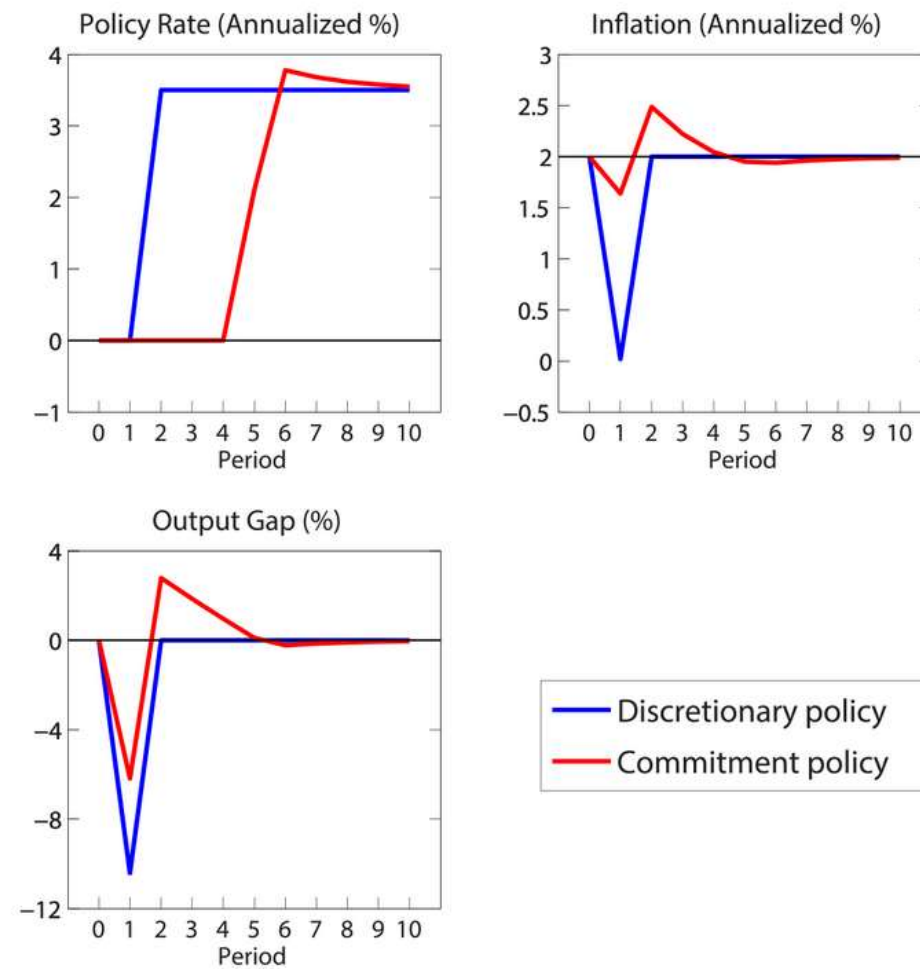 Policy Rate (Annualized %)
4
3
2
1
0
−1
0 1 2 3 4 5 6 7 8 9 10
Period
Inflation (Annualized %)
3
2.5
2
1.5
1
0.5
0
−0.5
0 1 2 3 4 5 6 7 8 9 10
Period
Output Gap (%)
4
0
−4
−8
−12
0 1 2 3 4 5 6 7 8 9 10
Period
Discretionary policy
Commitment policy